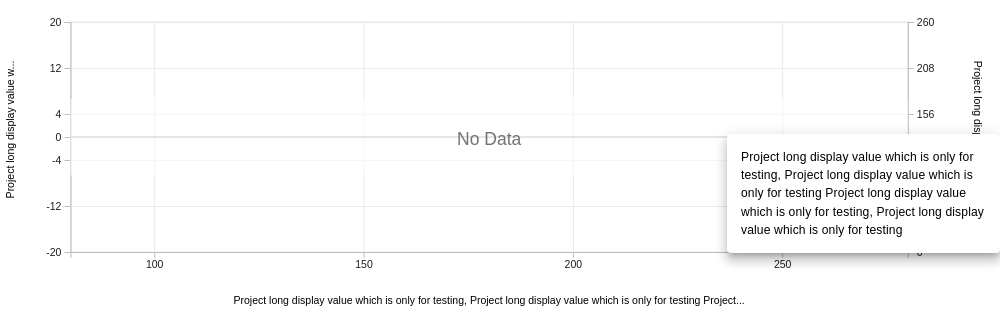 20
12
4
0
-4
-12
-20
Project long display value w...
No Data
260
208
156
Project long
Project long display value which is only for
testing, Project long display value which is
only for testing Project long display value
which is only for testing, Project long display
value which is only for testing
100
150
200
250
Project long display value which is only for testing, Project long display value which is only for testing Project...